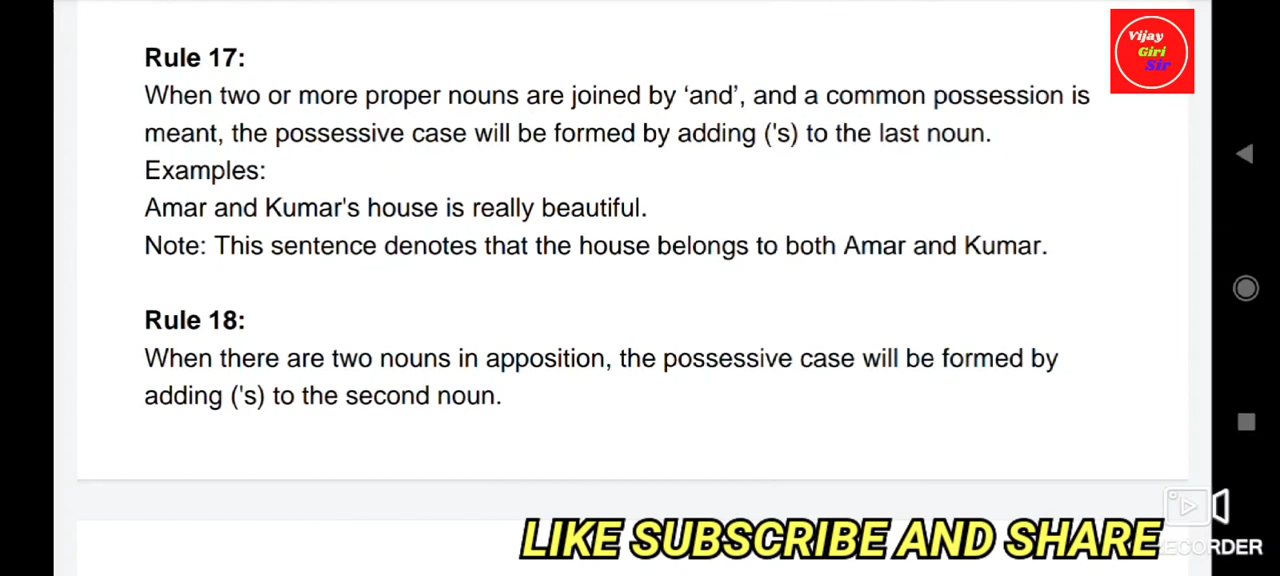 Vijay
Giri
Sir
Rule 17:
When two or more proper nouns are joined by ‘and’, and a common possession is
meant, the possessive case will be formed by adding ('s) to the last noun.
Examples:
Amar and Kumar's house is really beautiful.
Note: This sentence denotes that the house belongs to both Amar and Kumar.
Rule 18:
When there are two nouns in apposition, the possessive case will be formed by
adding ('s) to the second noun.
LIKE SUBSCRIBE AND SHARE